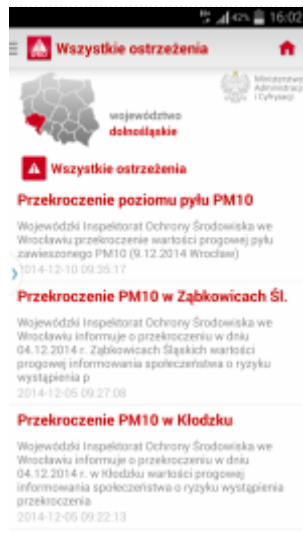 42% 16:02
Wszystkie ostrzeżenia
Ministerstwo
Administracji
i Cyfryzacji
województwo
dolnośląskie
Wszystkie ostrzeżenia
Przekroczenie poziomu pyłu PM10
Wojewódzki Inspektorat Ochrony Środowiska we
Wrocławiu przekroczenie wartości progowej pyłu
zawieszonego PM10 (9.12.2014 Wrocław)
2014-12-10 09:35:17
Przekroczenie PM10 w Ząbkowicach Śl.
Wojewódzki Inspektorat Ochrony Środowiska we
Wrocławiu informuje o przekroczeniu w dniu
04.12.2014 r. Ząbkowicach Śląskich wartości
progowej informowania społeczeństwa o ryzyku
wystąpienia p
2014-12-05 09:27:08
Przekroczenie PM10 w Kłodzku
Wojewódzki Inspektorat Ochrony Środowiska we
Wrocławiu informuje o przekroczeniu w dniu
04.12.2014 r. w Kłodzku wartości progowej
informowania społeczeństwa o ryzyku wystąpienia
przekroczenia
2014-12-05 09:22:13